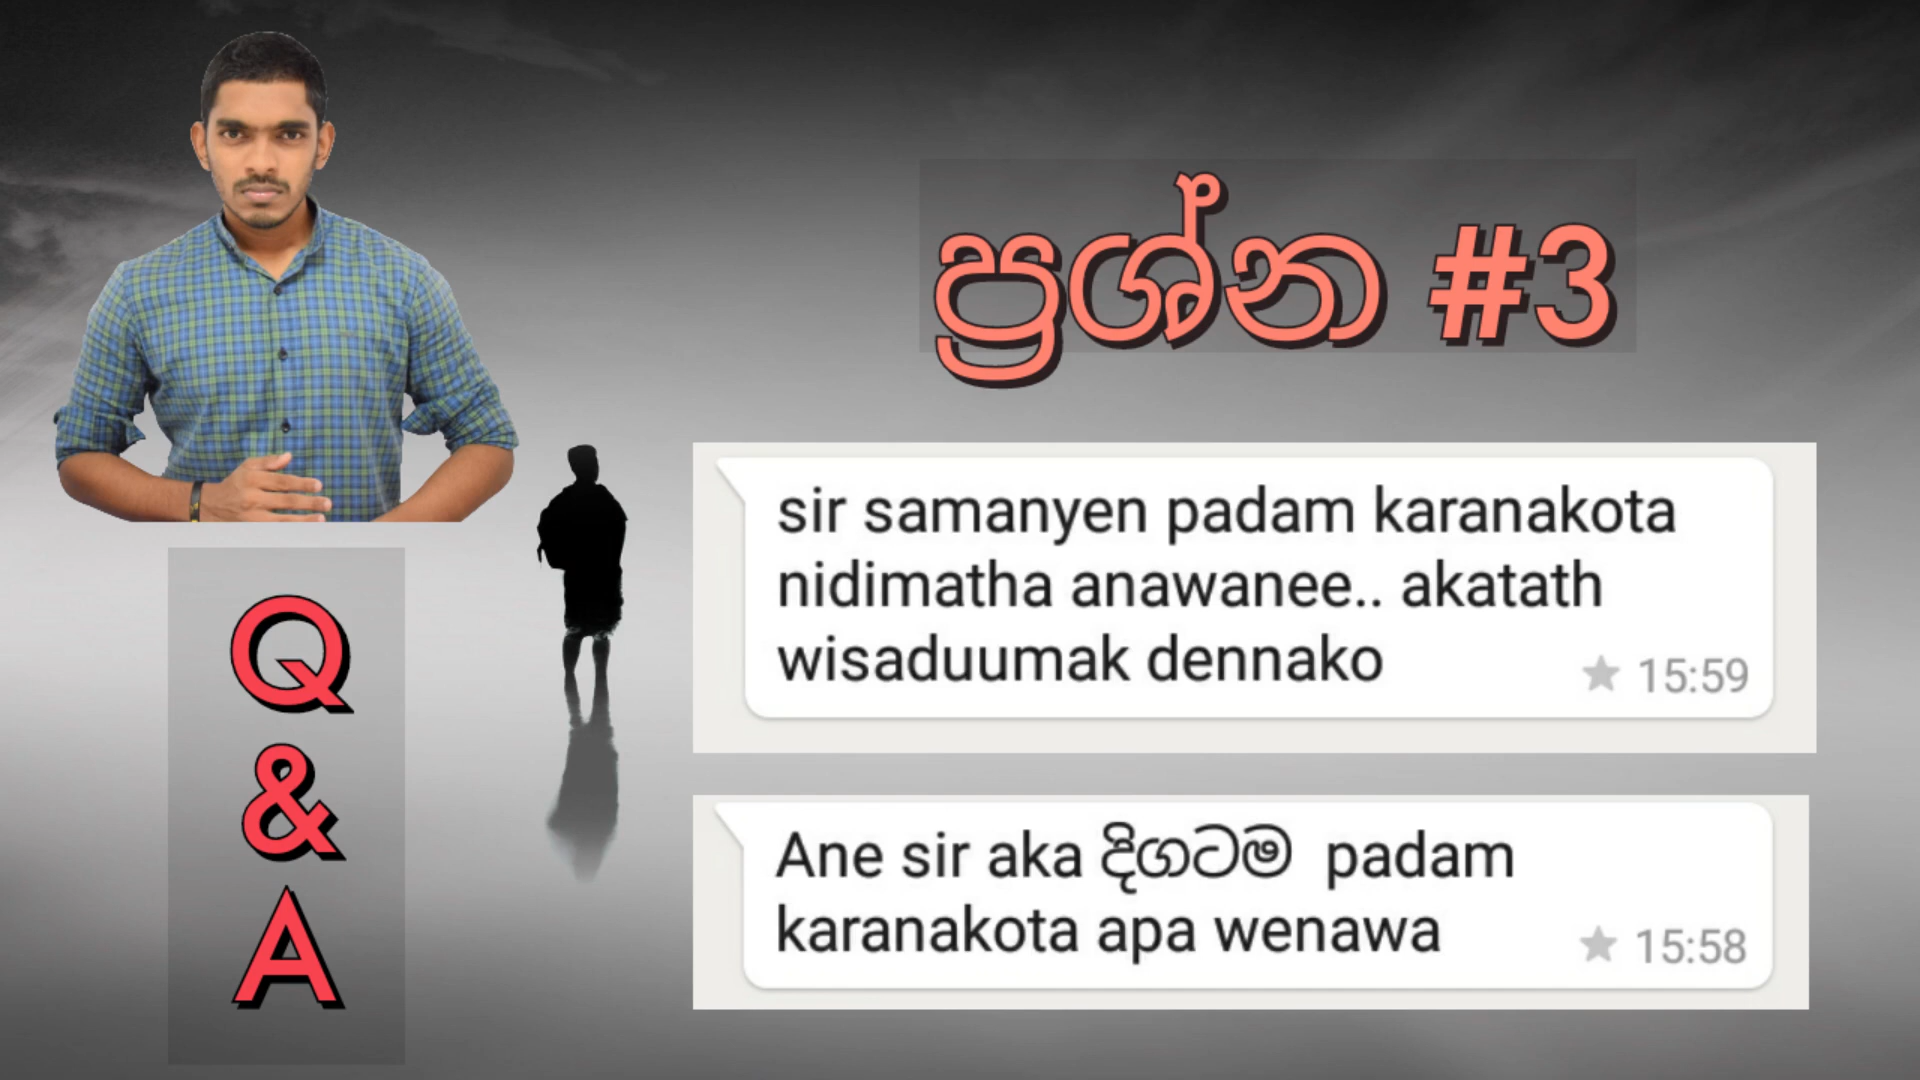 ප්‍රශ්න #3
sir samanyen padam karanakota
nidimatha anawanee.. akatath
wisaduumak dennako
★ 15:59
Ane sir aka දිගටම padam
karanakota apa wenawa
★ 15:58
Q
&
A